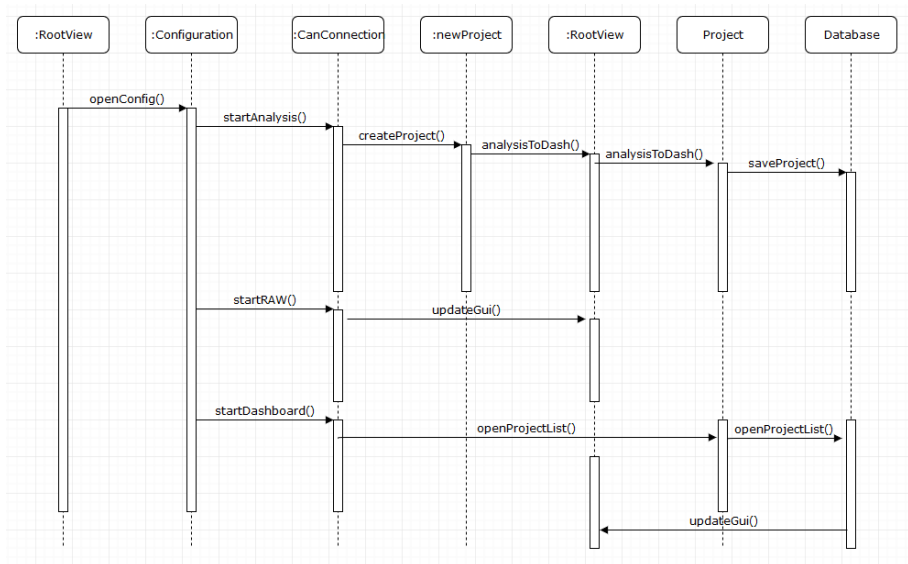 :RootView
:Configuration
:CanConnection
:newProject
:RootView
Project
Database
openConfig()
startAnalysis()
createProject()
analysisToDash()
analysisToDash()
saveProject()
startRAW()
updateGui()
startDashboard()
openProjectList()
openProjectList()
updateGui()